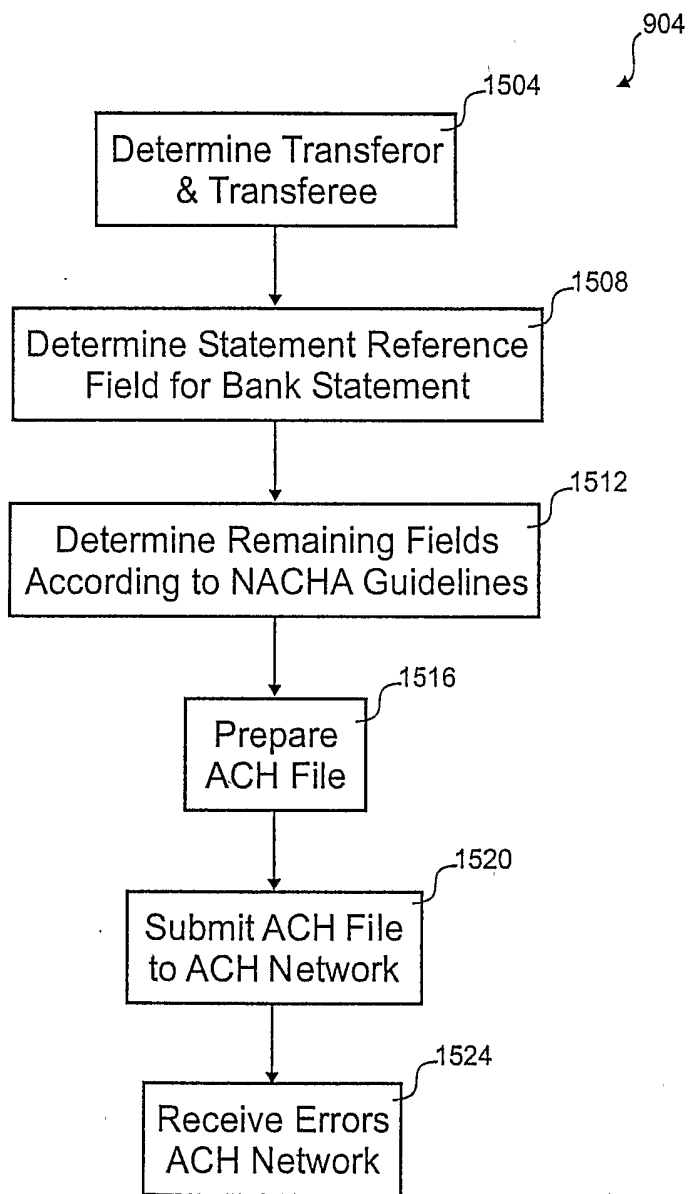 904
1504
Determine Transferor
& Transferee
1508
Determine Statement Reference
Field for Bank Statement
1512
Determine Remaining Fields
According to NACHA Guidelines
1516
Prepare
ACH File
1520
Submit ACH File
to ACH Network
1524
Receive Errors
ACH Network